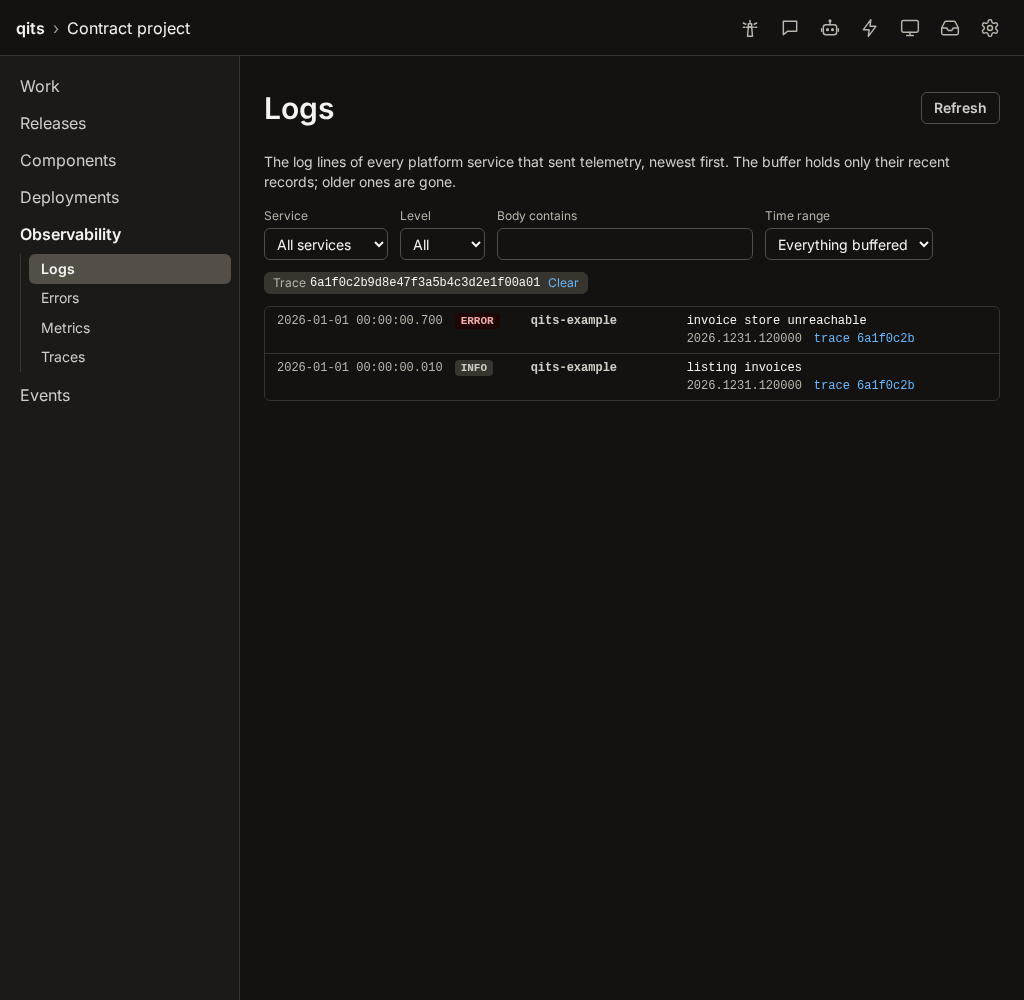 qits › Contract project
Work
Releases
Components
Deployments
Observability
Logs
Errors
Metrics
Traces
Events
Logs
Refresh
The log lines of every platform service that sent telemetry, newest first. The buffer holds only their recent
records; older ones are gone.
Service Level Body contains Time range
All services All Everything buffered
Trace 6a1f0c2b9d8e47f3a5b4c3d2e1f00a01 Clear
2026-01-01 00:00:00.700 ERROR qits-example invoice store unreachable
2026.1231.120000 trace 6a1f0c2b
2026-01-01 00:00:00.010 INFO qits-example listing invoices
2026.1231.120000 trace 6a1f0c2b